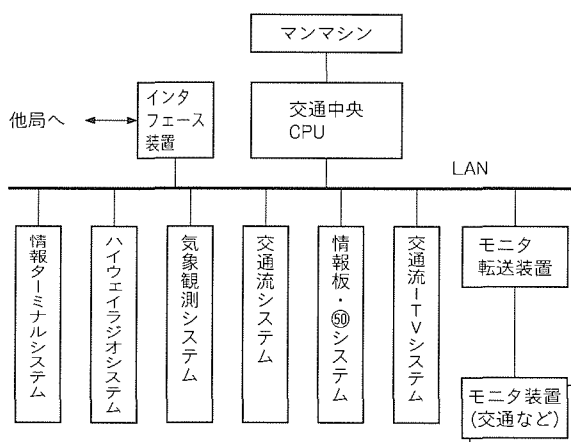 マンマシン
インタ
フェース
装置
交通中央
CPU
他局へ
LAN
情報ターミナルシステム
ハイウェイラジオシステム
気象観測システム
交通流システム
情報板・㊿システム
交通流ITVシステム
モニタ
転送装置
モニタ装置
(交通など)